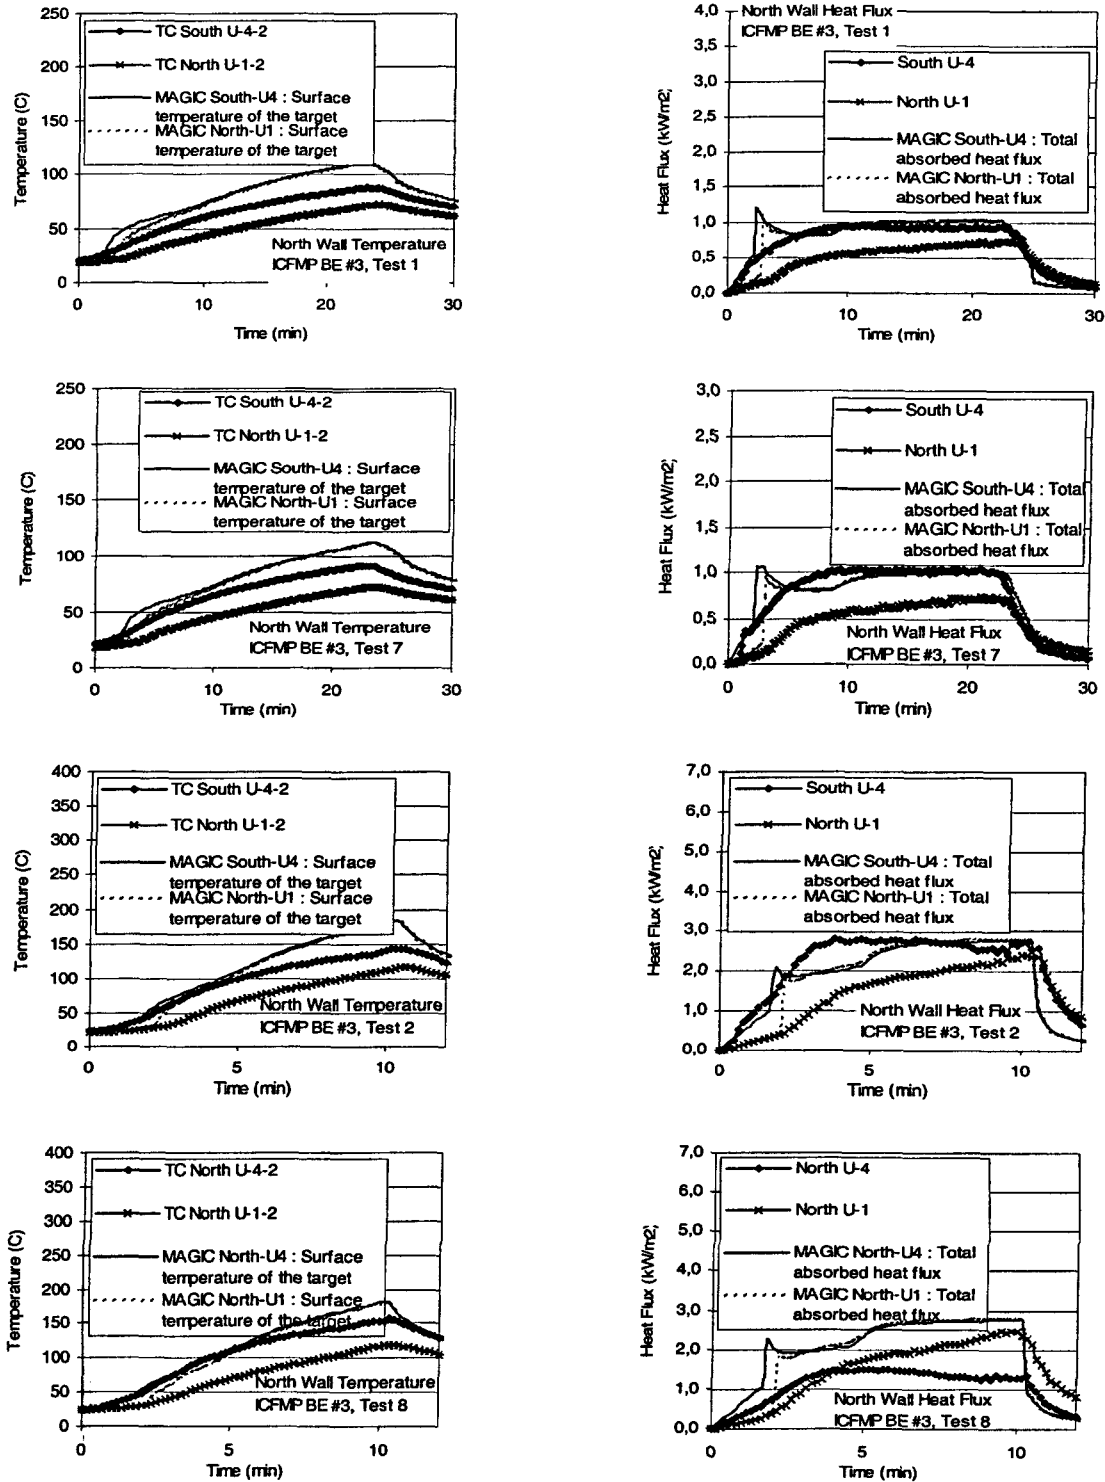 250
200
150
100
50
0
Temperature (C)
TC South U-4-2
TC North U-1-2
MAGIC South-U4 : Surface
temperature of the target
MAGIC North-U1 : Surface
temperature of the target
North Wall Temperature
ICFMP BE #3, Test 1
0 10 20 30
Time (min)
4,0
3,5
3,0
2,5
2,0
1,5
1,0
0,5
0,0
Heat Flux (kW/m2;
North Wall Heat Flux
ICFMP BE #3, Test 1
South U-4
North U-1
MAGIC South-U4 : Total
absorbed heat flux
MAGIC North-U1 : Total
absorbed heat flux
0 10 20 30
Time (min)
250
200
150
100
50
0
Temperature (C)
TC South U-4-2
TC North U-1-2
MAGIC South-U4 : Surface
temperature of the target
MAGIC North-U1 : Surface
temperature of the target
North Wall Temperature
ICFMP BE #3, Test 7
0 10 20 30
Time (min)
3,0
2,5
2,0
1,5
1,0
0,5
0,0
Heat Flux (kW/m2;
South U-4
North U-1
MAGIC South-U4 : Total
absorbed heat flux
MAGIC North-U1 : Total
absorbed heat flux
North Wall Heat Flux
ICFMP BE #3, Test 7
0 10 20 30
Time (min)
400
350
300
250
200
150
100
50
0
Temperature (C)
TC South U-4-2
TC North U-1-2
MAGIC South-U4 : Surface
temperature of the target
MAGIC North-U1 : Surface
temperature of the target
North Wall Temperature
ICFMP BE #3, Test 2
0 5 10
Time (min)
7,0
6,0
5,0
4,0
3,0
2,0
1,0
0,0
Heat Flux (kW/m2;
South U-4
North U-1
MAGIC South-U4 : Total
absorbed heat flux
MAGIC North-U1 : Total
absorbed heat flux
North Wall Heat Flux
ICFMP BE #3, Test 2
0 5 10
Time (min)
400
350
300
250
200
150
100
50
0
Temperature (C)
TC North U-4-2
TC North U-1-2
MAGIC North-U4 : Surface
temperature of the target
MAGIC North-U1 : Surface
temperature of the target
North Wall Temperature
ICFMP BE #3, Test 8
0 5 10
Time (min)
7,0
6,0
5,0
4,0
3,0
2,0
1,0
0,0
Heat Flux (kW/m2;
North U-4
North U-1
MAGIC North-U4 : Total
absorbed heat flux
MAGIC North-U1 : Total
absorbed heat flux
North Wall Heat Flux
ICFMP BE #3, Test 8
0 5 10
Time (min)